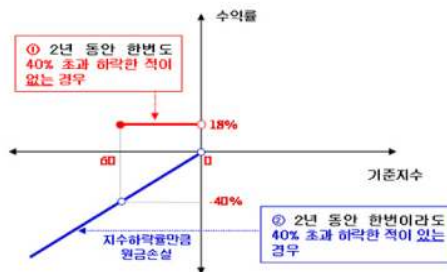 수익률
① 2년 동안 한번도
40% 초과 하락한 적이
없는 경우
18%
60
0
기준지수
-40%
② 2년 동안 한번이라도
40% 초과 하락한 적이 있는
경우
지수하락률만큼
원금손실